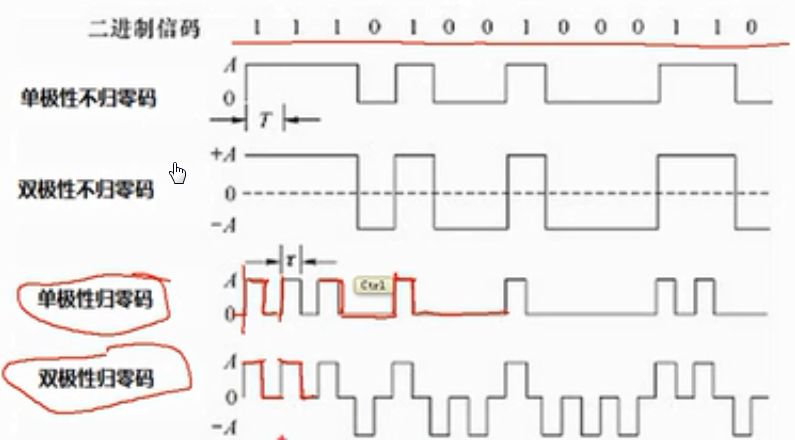 二进制信码 1 1 1 0 1 0 0 1 0 0 0 1 1 0
A
单极性不归零码
0
T
+A
双极性不归零码 0
-A
τ
A
Ctrl
单极性归零码
0
A
双极性归零码
0
-A